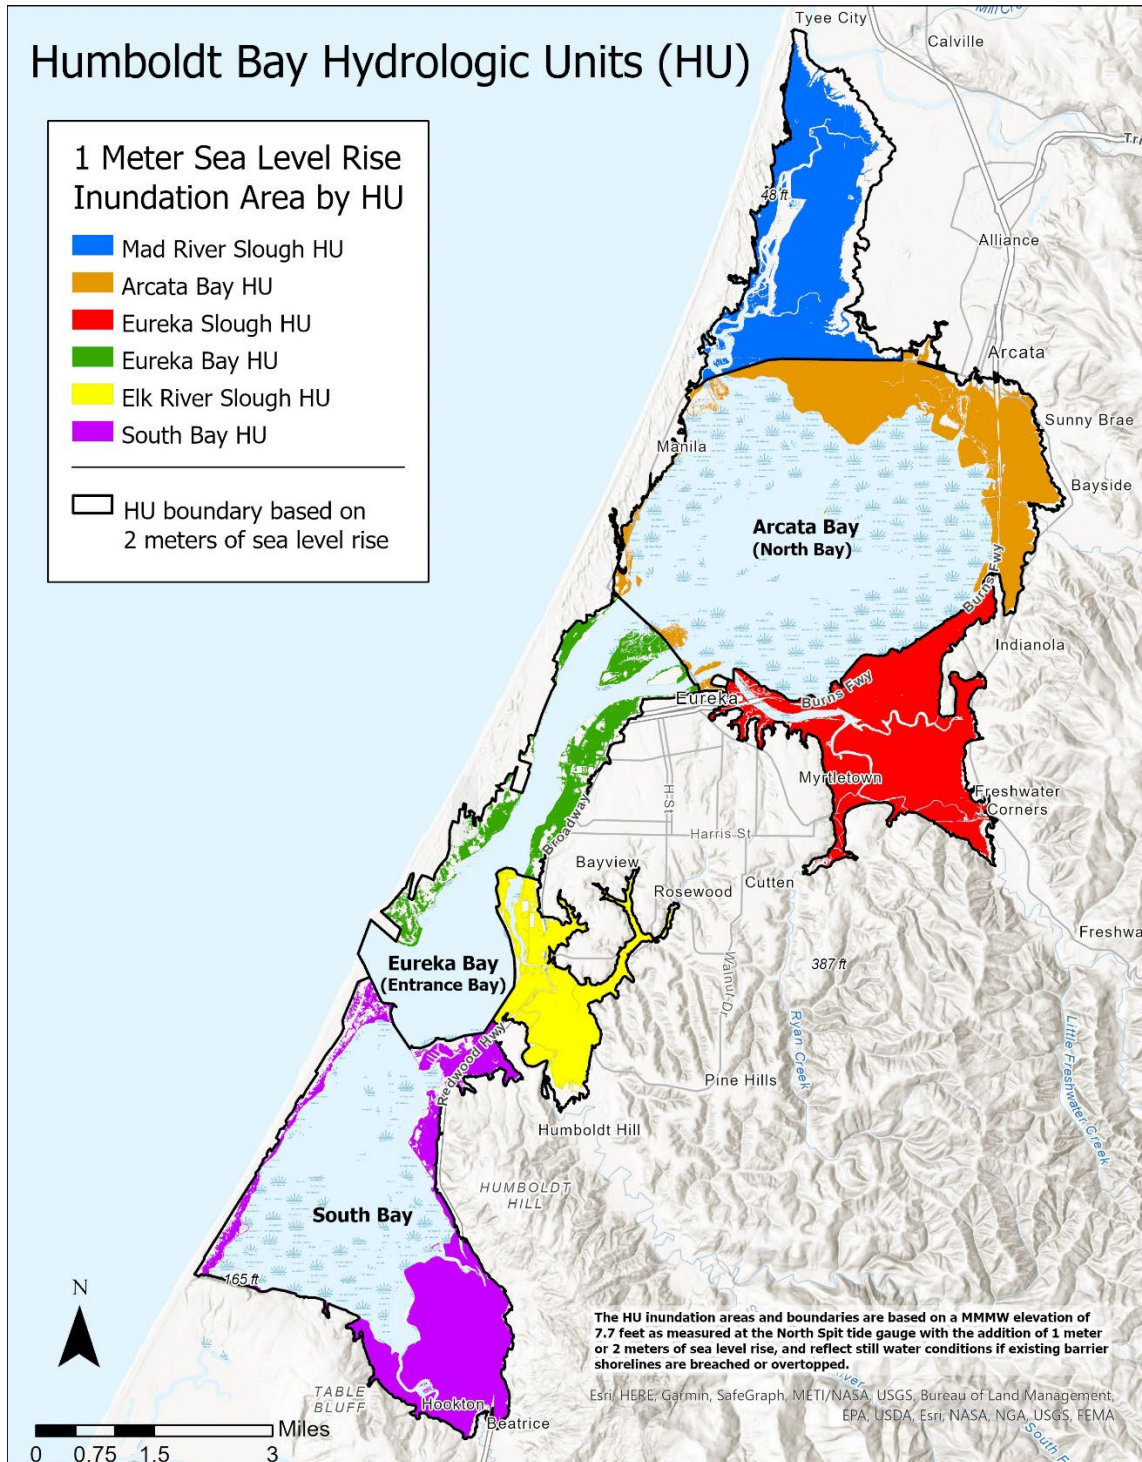 Humboldt Bay Hydrologic Units (HU)
1 Meter Sea Level Rise
Inundation Area by HU
Mad River Slough HU
Arcata Bay HU
Eureka Slough HU
Eureka Bay HU
Elk River Slough HU
South Bay HU
HU boundary based on
2 meters of sea level rise
Tyee City
Calville
48 ft
Alliance
Arcata
Sunny Brae
Manila
Bayside
Arcata Bay
(North Bay)
Burns Fwy
Indianola
Eureka
Burns Fwy
Myrtletown
Freshwater
Corners
H St
Harris St
Broadway
Bayview
Rosewood
Cutten
Walnut Dr
387 ft
Eureka Bay
(Entrance Bay)
Redwood Hwy
Ryan Creek
Little Freshwater Creek
Pine Hills
Humboldt Hill
HUMBOLDT
HILL
South Bay
165 ft
N
TABLE
BLUFF
Hookton
Beatrice
The HU inundation areas and boundaries are based on a MMMW elevation of
7.7 feet as measured at the North Spit tide gauge with the addition of 1 meter
or 2 meters of sea level rise, and reflect still water conditions if existing barrier
shorelines are breached or overtopped.
Esri, HERE, Garmin, SafeGraph, METI/NASA, USGS, Bureau of Land Management,
EPA, USDA, Esri, NASA, NGA, USGS, FEMA
Miles
0 0.75 1.5 3